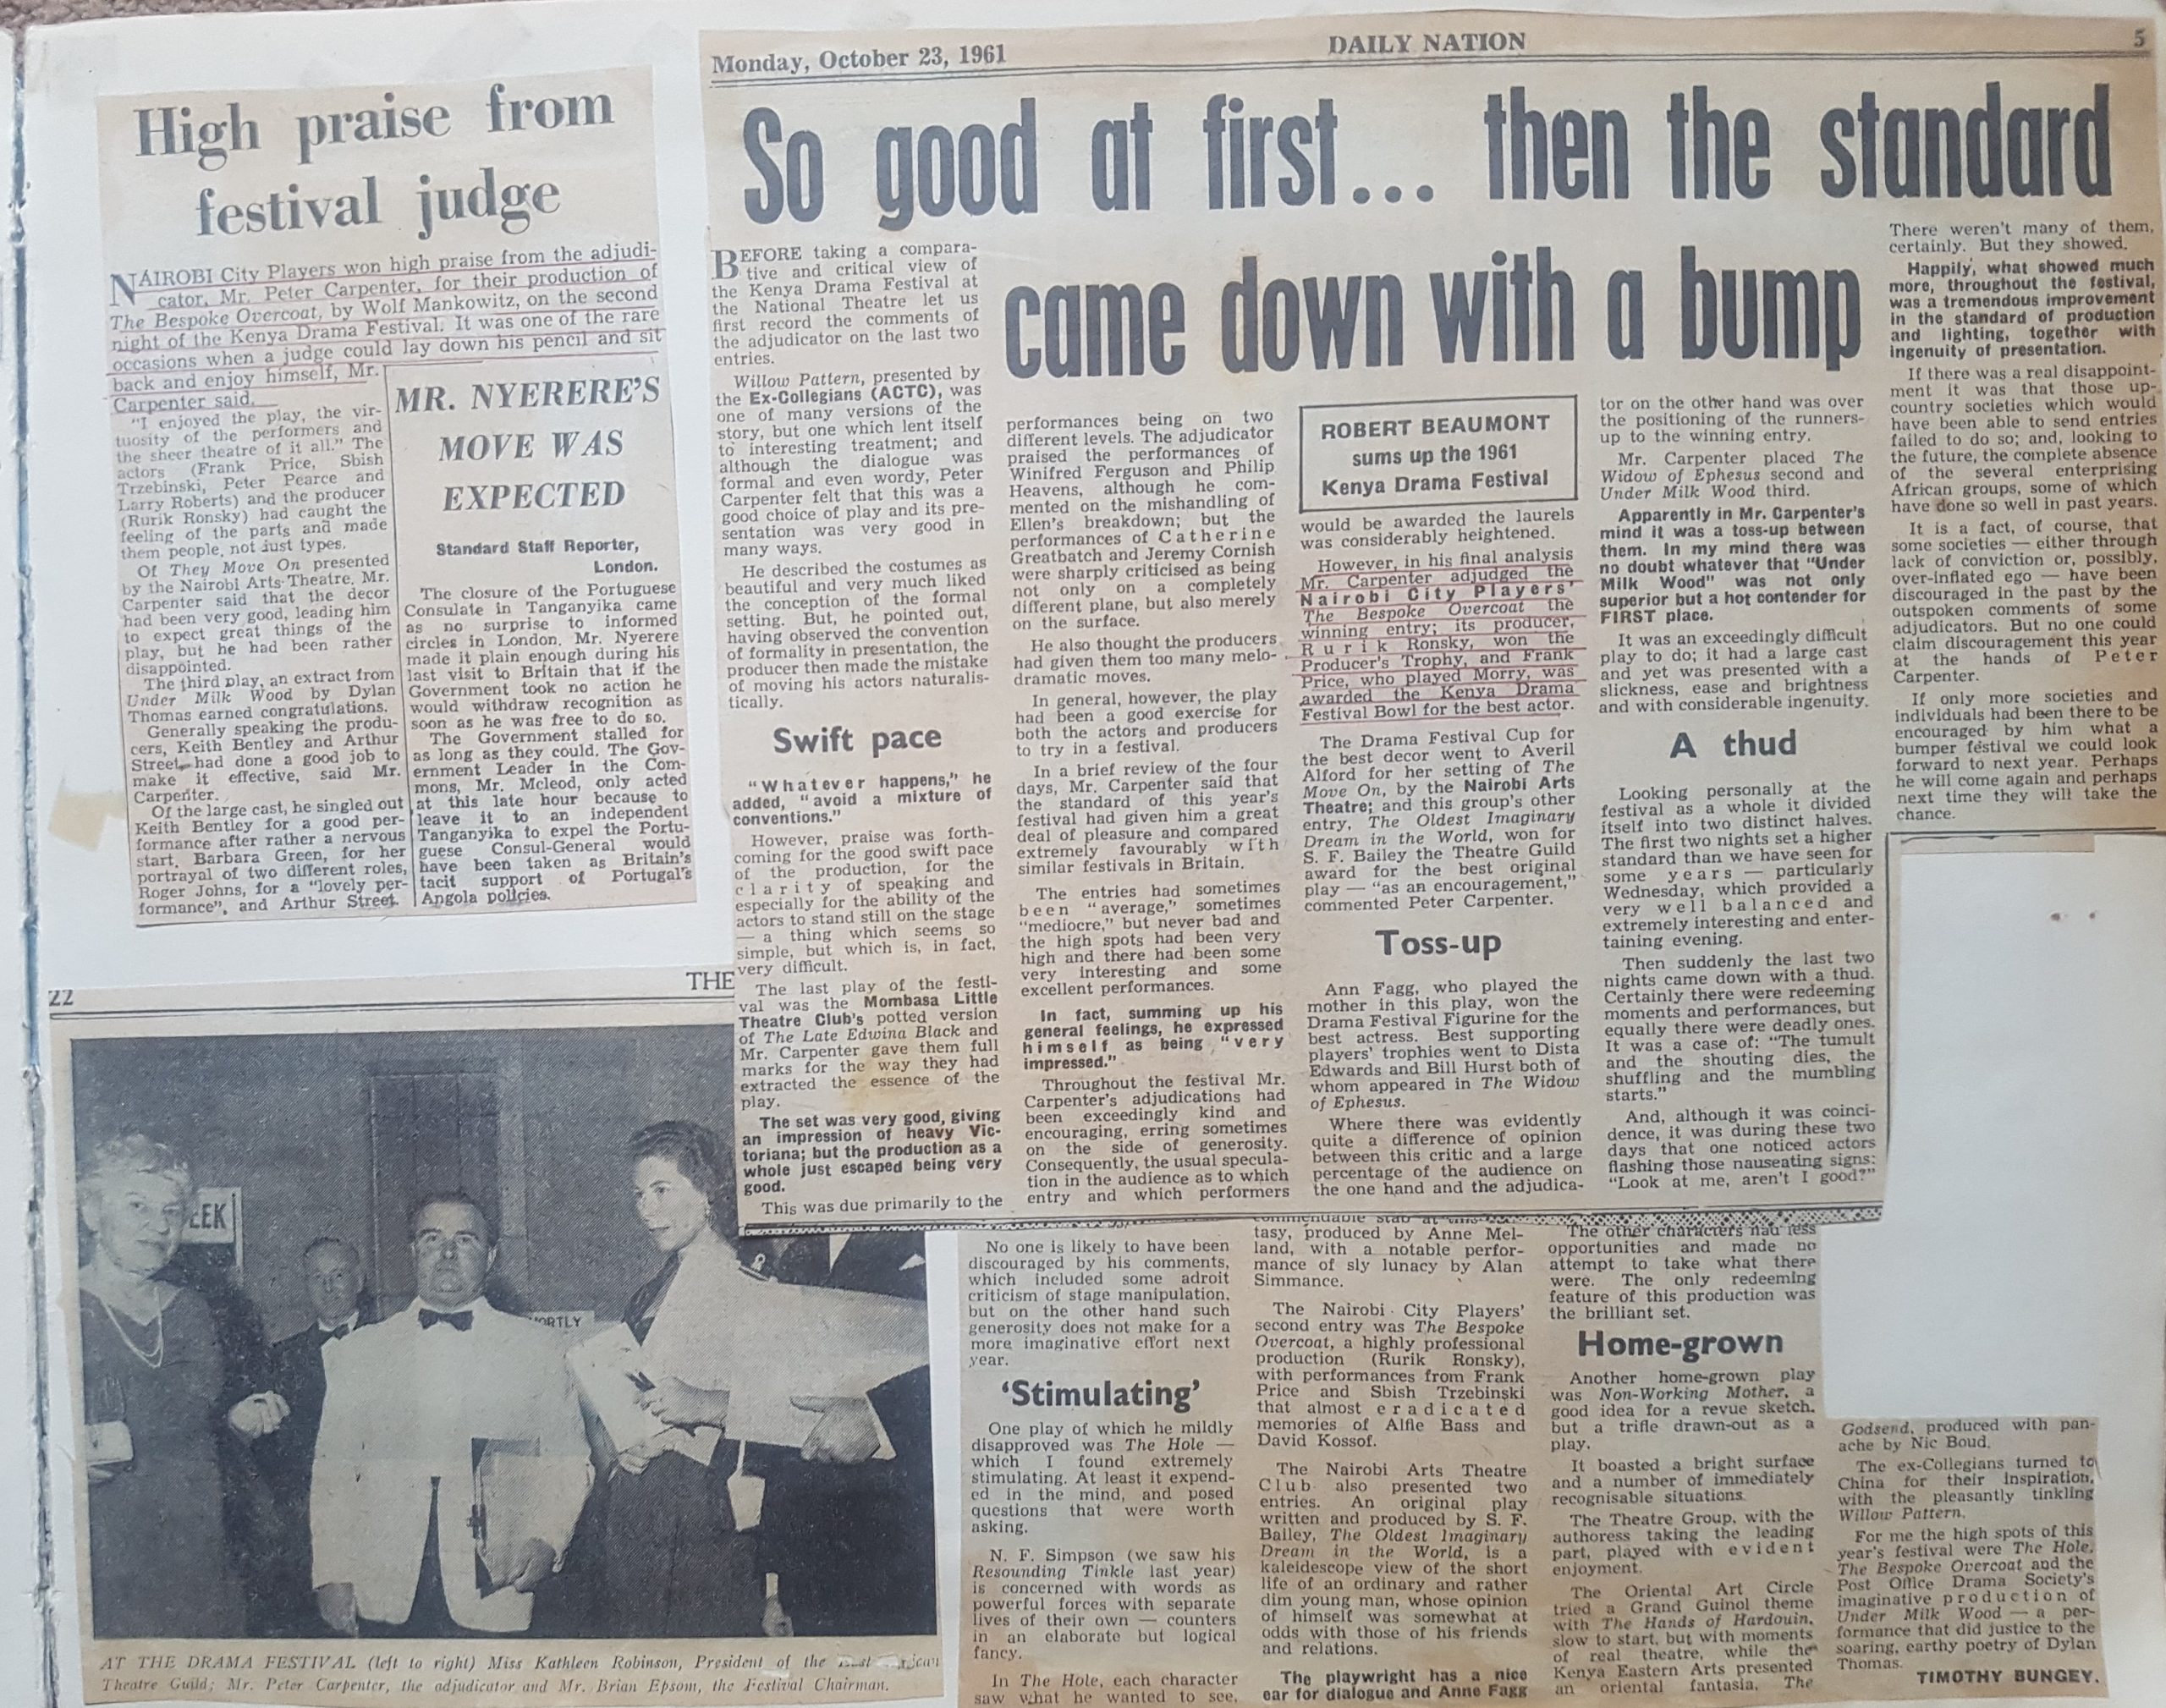 High praise from
festival judge
NAIROBI City Players won high praise from the adjudi-
cator, Mr. Peter Carpenter, for their production of
The Bespoke Overcoat, by Wolf Mankowitz, on the second
night of the Kenya Drama Festival. It was one of the rare
occasions when a judge could lay down his pencil and sit
back and enjoy himself, Mr.
Carpenter said.
"I enjoyed the play, the vir-
tuosity of the performers and
the sheer theatre of it all." The
actors (Frank Price, Sbish
Trzebinski, Peter Pearce and
Larry Roberts) and the producer
(Rurik Ronsky) had caught the
feeling of the parts and made
them people, not just types.
Of They Move On presented
by the Nairobi Arts Theatre, Mr.
Carpenter said that the decor
had been very good, leading him
to expect great things of the
play, but he had been rather
disappointed.
The third play, an extract from
Under Milk Wood by Dylan
Thomas earned congratulations.
Generally speaking the produ-
cers, Keith Bentley and Arthur
Street, had done a good job to
make it effective, said Mr.
Carpenter.
Of the large cast, he singled out
Keith Bentley for a good per-
formance after rather a nervous
start, Barbara Green, for her
portrayal of two different roles,
Roger Johns, for a "lovely per-
formance", and Arthur Street.
MR. NYERERE'S
MOVE WAS
EXPECTED
Standard Staff Reporter,
London.
The closure of the Portuguese
Consulate in Tanganyika came
as no surprise to informed
circles in London. Mr. Nyerere
made it plain enough during his
last visit to Britain that if the
Government took no action he
would withdraw recognition as
soon as he was free to do so.
The Government stalled for
as long as they could. The Gov-
ernment Leader in the Com-
mons, Mr. Mcleod, only acted
at this late hour because to
leave it to an independent
Tanganyika to expel the Portu-
guese Consul-General would
have been taken as Britain's
tacit support of Portugal's
Angola policies.
Monday, October 23, 1961
DAILY NATION
5
So good at first... then the standard
came down with a bump
BEFORE taking a compara-
tive and critical view of
the Kenya Drama Festival at
the National Theatre let us
first record the comments of
the adjudicator on the last two
entries.
Willow Pattern, presented by
the Ex-Collegians (ACTC), was
one of many versions of the
story, but one which lent itself
to interesting treatment; and
although the dialogue was
formal and even wordy, Peter
Carpenter felt that this was a
good choice of play and its pre-
sentation was very good in
many ways.
He described the costumes as
beautiful and very much liked
the conception of the formal
setting. But, he pointed out,
having observed the convention
of formality in presentation, the
producer then made the mistake
of moving his actors naturalis-
tically.
Swift pace
"Whatever happens," he
added, "avoid a mixture of
conventions."
However, praise was forth-
coming for the good swift pace
of the production, for the
clarity of speaking and
especially for the ability of the
actors to stand still on the stage
— a thing which seems so
simple, but which is, in fact,
very difficult.
The last play of the festi-
val was the Mombasa Little
Theatre Club's potted version
of The Late Edwina Black and
Mr. Carpenter gave them full
marks for the way they had
extracted the essence of the
play.
The set was very good, giving
an impression of heavy Vic-
toriana; but the production as a
whole just escaped being very
good.
This was due primarily to the
performances being on two
different levels. The adjudicator
praised the performances of
Winifred Ferguson and Philip
Heavens, although he com-
mented on the mishandling of
Ellen's breakdown; but the
performances of Catherine
Greatbatch and Jeremy Cornish
were sharply criticised as being
not only on a completely
different plane, but also merely
on the surface.
He also thought the producers
had given them too many melo-
dramatic moves.
In general, however, the play
had been a good exercise for
both the actors and producers
to try in a festival.
In a brief review of the four
days, Mr. Carpenter said that
the standard of this year's
festival had given him a great
deal of pleasure and compared
extremely favourably with
similar festivals in Britain.
The entries had sometimes
been "average," sometimes
"mediocre," but never bad and
the high spots had been very
high and there had been some
very interesting and some
excellent performances.
In fact, summing up his
general feelings, he expressed
himself as being "very
impressed."
Throughout the festival Mr.
Carpenter's adjudications had
been exceedingly kind and
encouraging, erring sometimes
on the side of generosity.
Consequently, the usual specula-
tion in the audience as to which
entry and which performers
ROBERT BEAUMONT
sums up the 1961
Kenya Drama Festival
would be awarded the laurels
was considerably heightened.
However, in his final analysis
Mr. Carpenter adjudged the
Nairobi City Players'
The Bespoke Overcoat the
winning entry; its producer,
Rurik Ronsky, won the
Producer's Trophy, and Frank
Price, who played Morry, was
awarded the Kenya Drama
Festival Bowl for the best actor.
The Drama Festival Cup for
the best decor went to Averil
Alford for her setting of The
Move On, by the Nairobi Arts
Theatre; and this group's other
entry, The Oldest Imaginary
Dream in the World, won for
S. F. Bailey the Theatre Guild
award for the best original
play — "as an encouragement,"
commented Peter Carpenter.
Toss-up
Ann Fagg, who played the
mother in this play, won the
Drama Festival Figurine for the
best actress. Best supporting
players' trophies went to Dista
Edwards and Bill Hurst both of
whom appeared in The Widow
of Ephesus.
Where there was evidently
quite a difference of opinion
between this critic and a large
percentage of the audience on
the one hand and the adjudica-
tor on the other hand was over
the positioning of the runners-
up to the winning entry.
Mr. Carpenter placed The
Widow of Ephesus second and
Under Milk Wood third.
Apparently in Mr. Carpenter's
mind it was a toss-up between
them. In my mind there was
no doubt whatever that "Under
Milk Wood" was not only
superior but a hot contender for
FIRST place.
It was an exceedingly difficult
play to do; it had a large cast
and yet was presented with a
slickness, ease and brightness
and with considerable ingenuity.
A thud
Looking personally at the
festival as a whole it divided
itself into two distinct halves.
The first two nights set a higher
standard than we have seen for
some years — particularly
Wednesday, which provided a
very well balanced and
extremely interesting and enter-
taining evening.
Then suddenly the last two
nights came down with a thud.
Certainly there were redeeming
moments and performances, but
equally there were deadly ones.
It was a case of: "The tumult
and the shouting dies, the
shuffling and the mumbling
starts."
And, although it was coinci-
dence, it was during these two
days that one noticed actors
flashing those nauseating signs:
"Look at me, aren't I good?"
There weren't many of them,
certainly. But they showed.
Happily, what showed much
more, throughout the festival,
was a tremendous improvement
in the standard of production
and lighting, together with
ingenuity of presentation.
If there was a real disappoint-
ment it was that those up-
country societies which would
have been able to send entries
failed to do so; and, looking to
the future, the complete absence
of the several enterprising
African groups, some of which
have done so well in past years.
It is a fact, of course, that
some societies — either through
lack of conviction or, possibly,
over-inflated ego — have been
discouraged in the past by the
outspoken comments of some
adjudicators. But no one could
claim discouragement this year
at the hands of Peter
Carpenter.
If only more societies and
individuals had been there to be
encouraged by him what a
bumper festival we could look
forward to next year. Perhaps
he will come again and perhaps
next time they will take the
chance.
22
THE
EEK
ORTLY
AT THE DRAMA FESTIVAL (left to right) Miss Kathleen Robinson, President of the
Theatre Guild; Mr. Peter Carpenter, the adjudicator and Mr. Brian Epsom, the Festival Chairman.
No one is likely to have been
discouraged by his comments,
which included some adroit
criticism of stage manipulation,
but on the other hand such
generosity does not make for a
more imaginative effort next
year.
'Stimulating'
One play of which he mildly
disapproved was The Hole —
which I found extremely
stimulating. At least it expend-
ed in the mind, and posed
questions that were worth
asking.
N. F. Simpson (we saw his
Resounding Tinkle last year)
is concerned with words as
powerful forces with separate
lives of their own — counters
in an elaborate but logical
fancy.
In The Hole, each character
saw what he wanted to see,
commendable stab at this
tasy, produced by Anne Mel-
land, with a notable perfor-
mance of sly lunacy by Alan
Simmance.
The Nairobi City Players'
second entry was The Bespoke
Overcoat, a highly professional
production (Rurik Ronsky),
with performances from Frank
Price and Sbish Trzebinski
that almost eradicated
memories of Alfie Bass and
David Kossof.
The Nairobi Arts Theatre
Club also presented two
entries. An original play
written and produced by S. F.
Bailey, The Oldest Imaginary
Dream in the World, is a
kaleidescope view of the short
life of an ordinary and rather
dim young man, whose opinion
of himself was somewhat at
odds with those of his friends
and relations.
The playwright has a nice
ear for dialogue and Anne Fagg
The other characters had less
opportunities and made no
attempt to take what there
were. The only redeeming
feature of this production was
the brilliant set.
Home-grown
Another home-grown play
was Non-Working Mother, a
good idea for a revue sketch,
but a trifle drawn-out as a
play.
It boasted a bright surface
and a number of immediately
recognisable situations.
The Theatre Group, with the
authoress taking the leading
part, played with evident
enjoyment.
The Oriental Art Circle
tried a Grand Guinol theme
with The Hands of Hardouin,
slow to start, but with moments
of real theatre, while the
Kenya Eastern Arts presented
an oriental fantasia, The
Godsend, produced with pan-
ache by Nic Boud.
The ex-Collegians turned to
China for their inspiration,
with the pleasantly tinkling
Willow Pattern.
For me the high spots of this
year's festival were The Hole,
The Bespoke Overcoat and the
Post Office Drama Society's
imaginative production of
Under Milk Wood — a per-
formance that did justice to the
soaring, earthy poetry of Dylan
Thomas.
TIMOTHY BUNGEY.